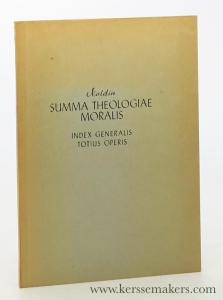 Noldin
SUMMA THEOLOGIAE
MORALIS
INDEX GENERALIS
TOTIUS OPERIS
www.kerssemakers.com